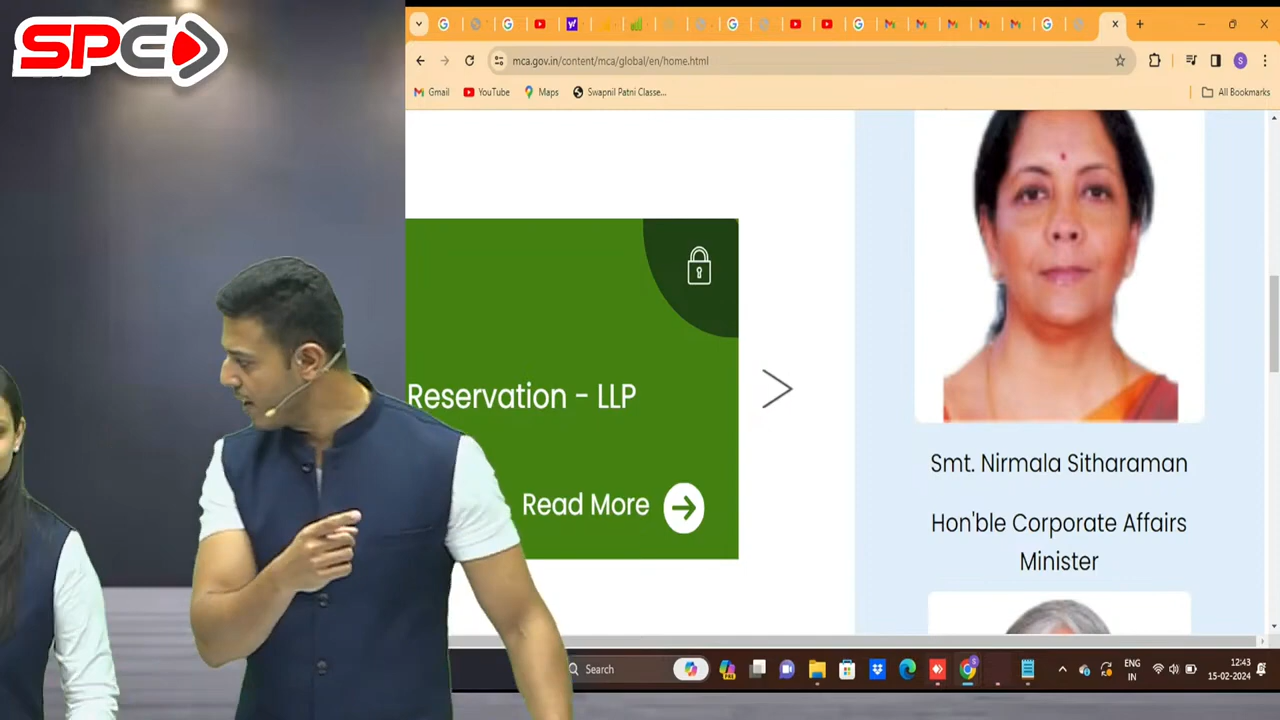 SPC
mca.gov.in/content/mca/global/en/home.html
S
Gmail
YouTube
Maps
Swapnil Patni Classe...
All Bookmarks
Reservation - LLP
Read More
Smt. Nirmala Sitharaman
Hon'ble Corporate Affairs
Minister
Search
ENG
IN
12:43
15-02-2024